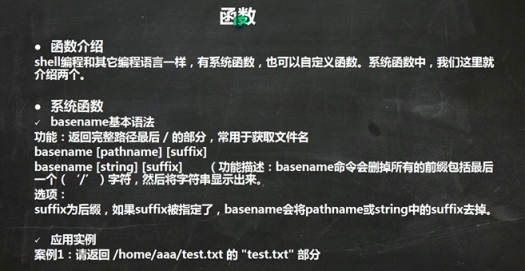 函数
● 函数介绍
shell编程和其它编程语言一样，有系统函数，也可以自定义函数。系统函数中，我们这里就
介绍两个。
● 系统函数
✓ basename基本语法
功能：返回完整路径最后 / 的部分，常用于获取文件名
basename [pathname] [suffix]
basename [string] [suffix] （功能描述：basename命令会删掉所有的前缀包括最后
一个（ ‘/’ ）字符，然后将字符串显示出来。
选项：
suffix为后缀，如果suffix被指定了，basename会将pathname或string中的suffix去掉。
✓ 应用实例
案例1：请返回 /home/aaa/test.txt 的 "test.txt" 部分